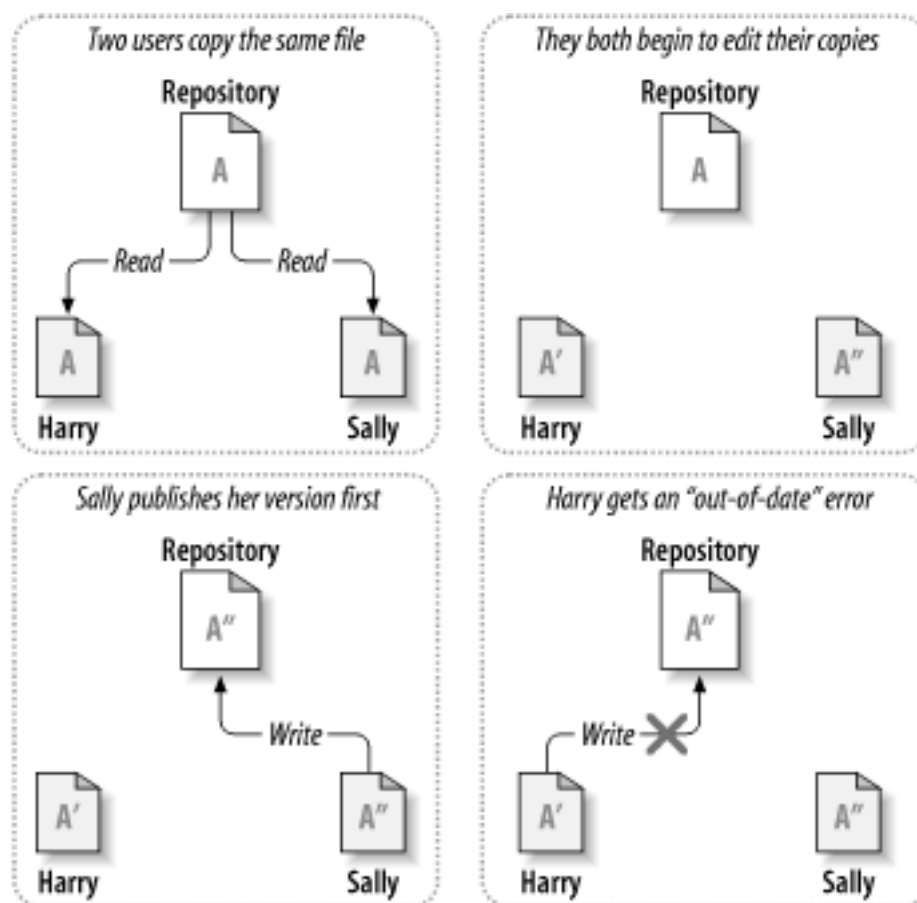 Two users copy the same file
Repository
A
Read
Read
A
A
Harry
Sally
They both begin to edit their copies
Repository
A
A'
A"
Harry
Sally
Sally publishes her version first
Repository
A"
Write
A'
A"
Harry
Sally
Harry gets an “out-of-date” error
Repository
A"
Write
A'
A"
Harry
Sally